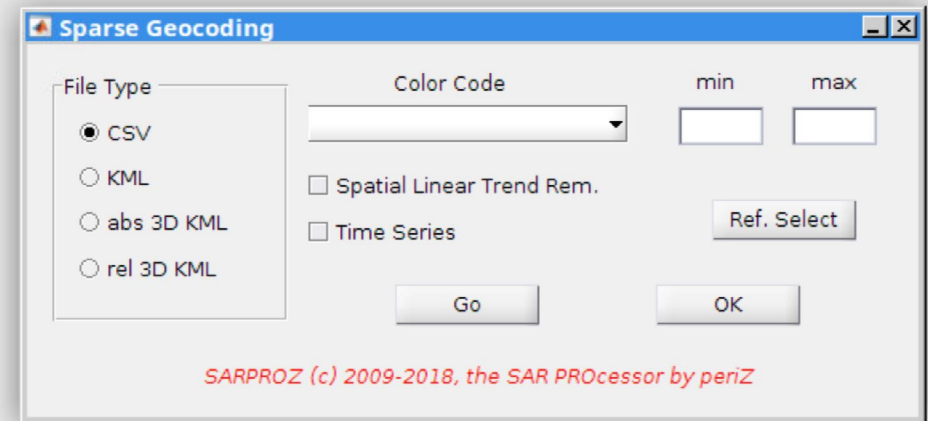 Sparse Geocoding
File Type
Color Code
min
max
CSV
KML
Spatial Linear Trend Rem.
abs 3D KML
Time Series
Ref. Select
rel 3D KML
Go
OK
SARPROZ (c) 2009-2018, the SAR PROcessor by periZ